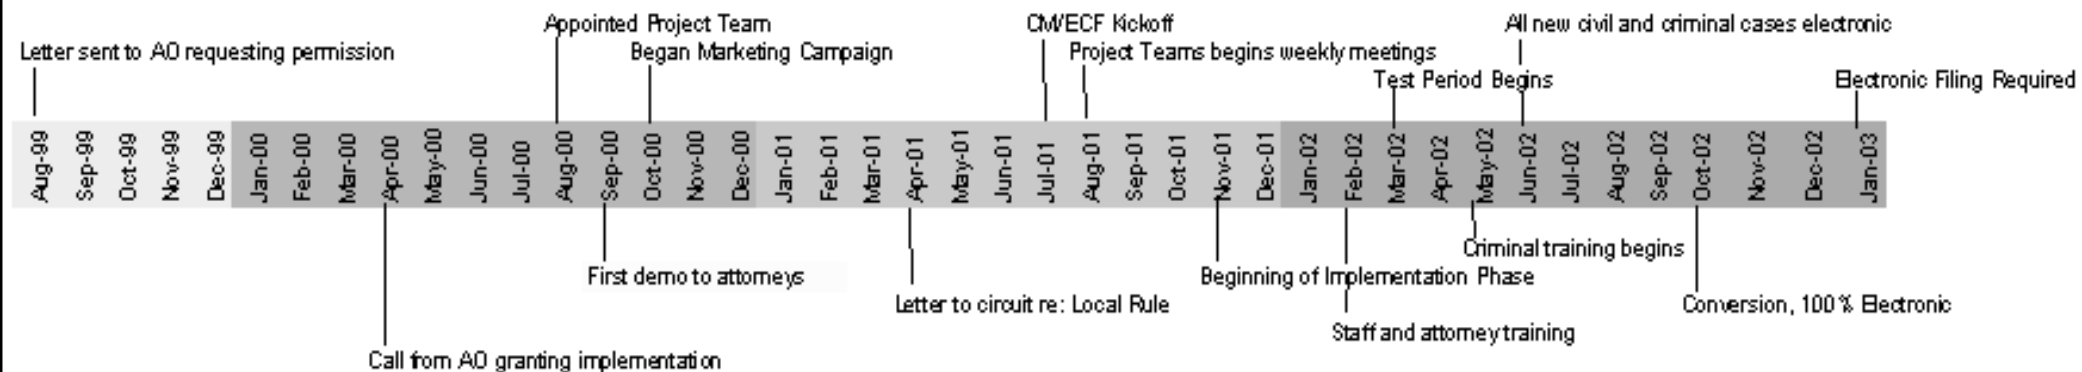 Appointed Project Team
CM/ECF Kickoff
All new civil and criminal cases electronic
Letter sent to AO requesting permission
Began Marketing Campaign
Project Teams begins weekly meetings
Test Period Begins
Electronic Filing Required
Aug-99
Sep-99
Oct-99
Nov-99
Dec-99
Jan-00
Feb-00
Mar-00
Apr-00
May-00
Jun-00
Jul-00
Aug-00
Sep-00
Oct-00
Nov-00
Dec-00
Jan-01
Feb-01
Mar-01
Apr-01
May-01
Jun-01
Jul-01
Aug-01
Sep-01
Oct-01
Nov-01
Dec-01
Jan-02
Feb-02
Mar-02
Apr-02
May-02
Jun-02
Jul-02
Aug-02
Sep-02
Oct-02
Nov-02
Dec-02
Jan-03
Criminal training begins
First demo to attorneys
Beginning of Implementation Phase
Letter to circuit re: Local Rule
Conversion, 100% Electronic
Staff and attorney training
Call from AO granting implementation